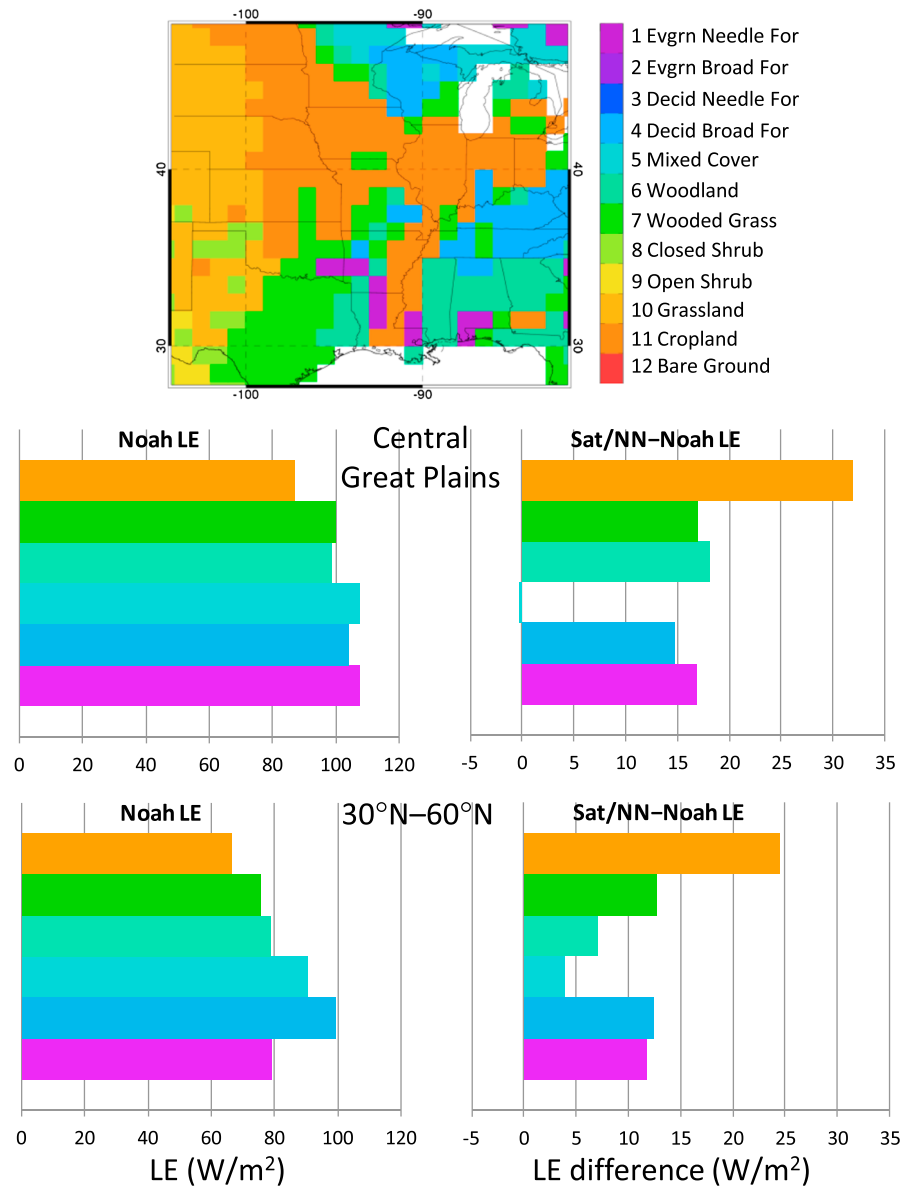 -100 -90
1 Evgrn Needle For
2 Evgrn Broad For
3 Decid Needle For
4 Decid Broad For
5 Mixed Cover
6 Woodland
7 Wooded Grass
8 Closed Shrub
9 Open Shrub
10 Grassland
11 Cropland
12 Bare Ground
40 40
30 30
-100 -90
Noah LE
Central
Great Plains
Sat/NN–Noah LE
0 20 40 60 80 100 120
-5 0 5 10 15 20 25 30 35
Noah LE
30°N–60°N
Sat/NN–Noah LE
0 20 40 60 80 100 120
-5 0 5 10 15 20 25 30 35
LE (W/m²)
LE difference (W/m²)